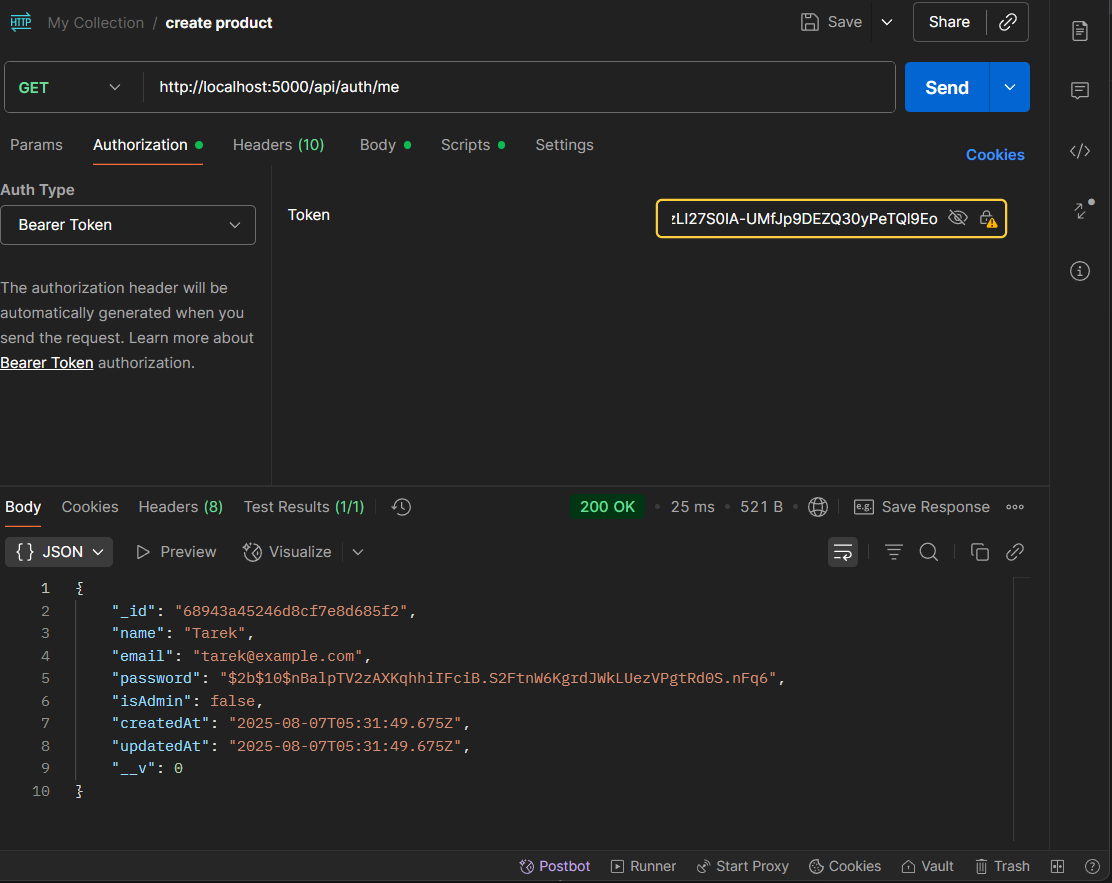 HTTP My Collection / create product Save Share
GET http://localhost:5000/api/auth/me Send
Params Authorization Headers (10) Body Scripts Settings Cookies
Auth Type
Bearer Token
Token zLI27S0IA-UMfJp9DEZQ30yPeTQl9Eo
The authorization header will be
automatically generated when you
send the request. Learn more about
Bearer Token authorization.
Body Cookies Headers (8) Test Results (1/1) 200 OK • 25 ms • 521 B • e.g. Save Response
{} JSON Preview Visualize
1 {
2 "_id": "68943a45246d8cf7e8d685f2",
3 "name": "Tarek",
4 "email": "tarek@example.com",
5 "password": "$2b$10$nBalpTV2zAXKqhhiIFciB.S2FtnW6KgrdJWkLUezVPgtRd0S.nFq6",
6 "isAdmin": false,
7 "createdAt": "2025-08-07T05:31:49.675Z",
8 "updatedAt": "2025-08-07T05:31:49.675Z",
9 "__v": 0
10 }
Postbot Runner Start Proxy Cookies Vault Trash